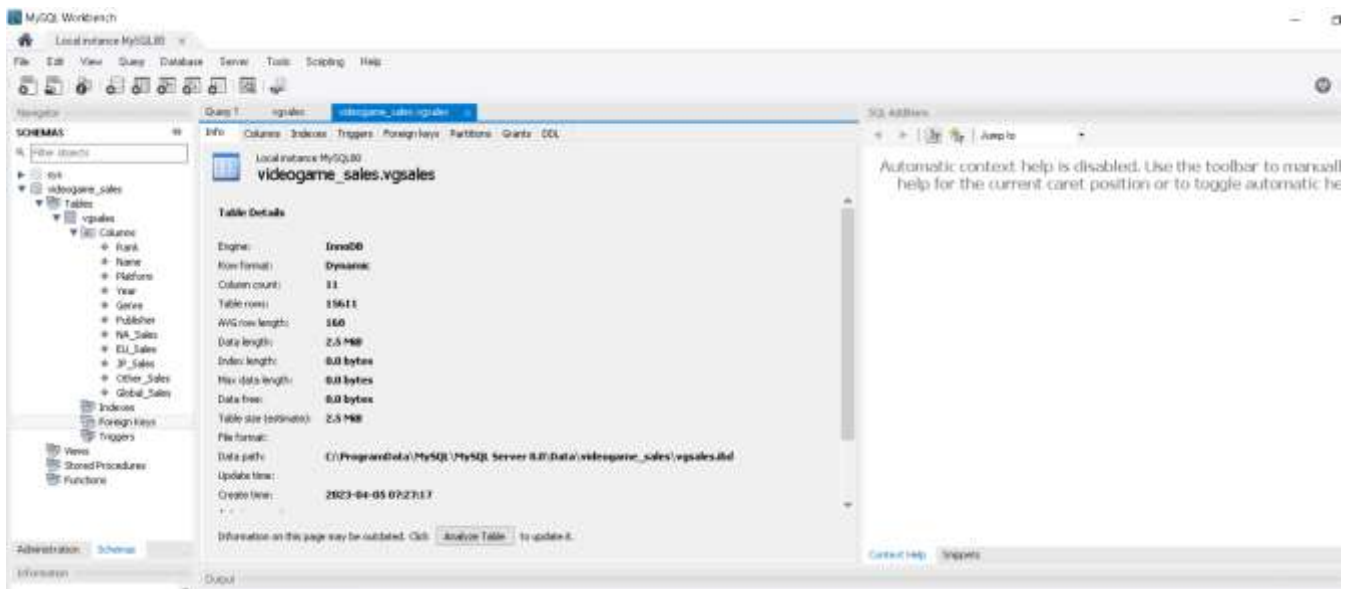 MySQL Workbench
Local instance MySQL80
File Edit View Query Database Server Tools Scripting Help
Navigator
SCHEMAS
Filter objects
sys
videogame_sales
Tables
vgsales
Columns
Rank
Name
Platform
Year
Genre
Publisher
NA_Sales
EU_Sales
JP_Sales
Other_Sales
Global_Sales
Indexes
Foreign Keys
Triggers
Views
Stored Procedures
Functions
Administration Schemas
Information
Query 1 vgsales videogame_sales.vgsales
Info Columns Indexes Triggers Foreign keys Partitions Grants DDL
Local instance MySQL80
videogame_sales.vgsales
Table Details
Engine: InnoDB
Row format: Dynamic
Column count: 11
Table rows: 15611
AVG row length: 160
Data length: 2.5 MiB
Index length: 0.0 bytes
Max data length: 0.0 bytes
Data free: 0.0 bytes
Table size (estimate): 2.5 MiB
File format:
Data path: C:\ProgramData\MySQL\MySQL Server 8.0\Data\videogame_sales\vgsales.ibd
Update time:
Create time: 2023-04-05 07:27:17
Information on this page may be outdated. Click Analyze Table to update it.
Output
SQL Additions
Jump to
Automatic context help is disabled. Use the toolbar to manuall
help for the current caret position or to toggle automatic he
Context Help Snippets